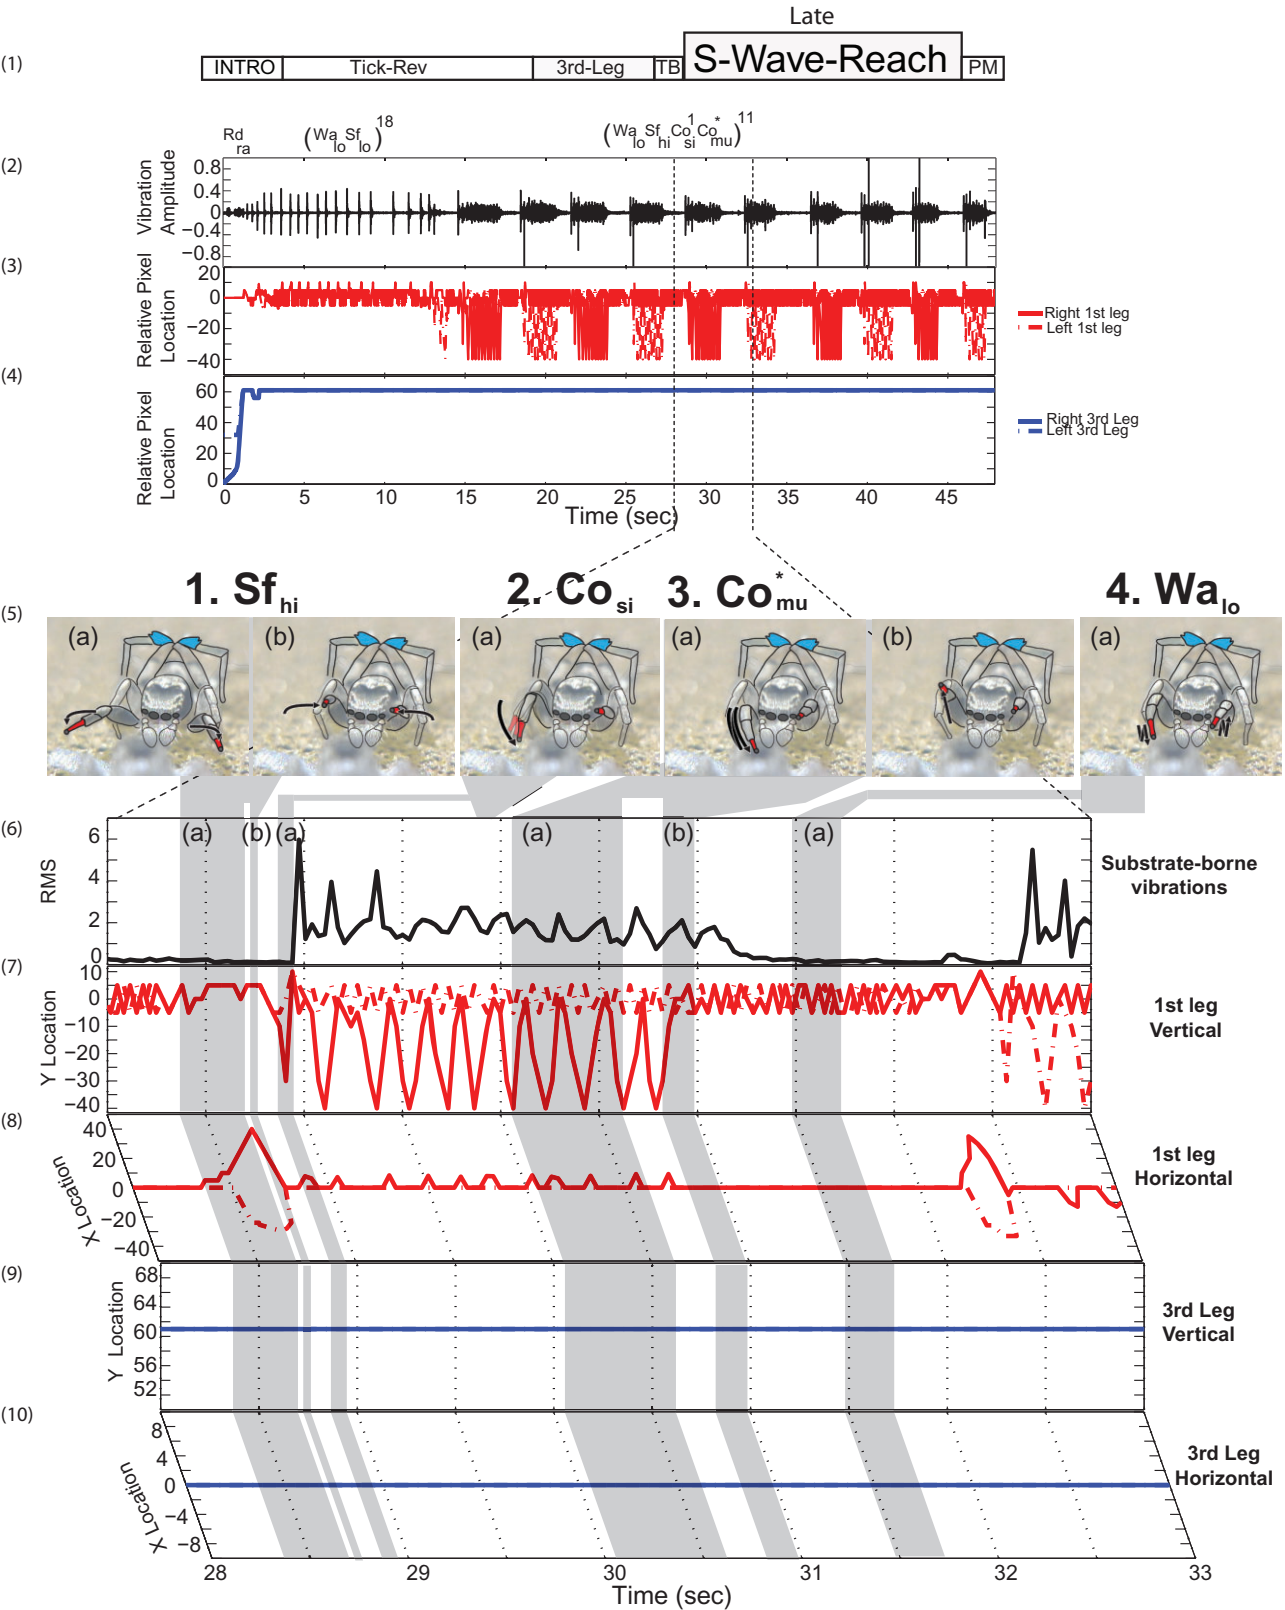 Late
(1)
INTRO Tick-Rev 3rd-Leg TB S-Wave-Reach PM
Rd ra (Wa lo Sf lo) 18 (Wa lo Sf hi Co si 1 Co mu *) 11
(2)
Vibration
Amplitude
0.8
0.4
0
−0.4
−0.8
(3)
Relative Pixel
Location
20
0
−20
−40
Right 1st leg
Left 1st leg
(4)
Relative Pixel
Location
60
40
20
0
Right 3rd Leg
Left 3rd Leg
0 5 10 15 20 25 30 35 40 45
Time (sec)
1. Sf hi 2. Co si 3. Co mu * 4. Wa lo
(5)
(a) (b) (a) (a) (b) (a)
(6)
RMS
6
4
2
0
(a) (b) (a) (a) (b) (a)
Substrate-borne
vibrations
(7)
Y Location
10
0
−10
−20
−30
−40
1st leg
Vertical
(8)
X Location
40
20
0
−20
−40
1st leg
Horizontal
(9)
Y Location
68
64
60
56
52
3rd Leg
Vertical
(10)
X Location
8
4
0
−4
−8
3rd Leg
Horizontal
28 29 30 31 32 33
Time (sec)